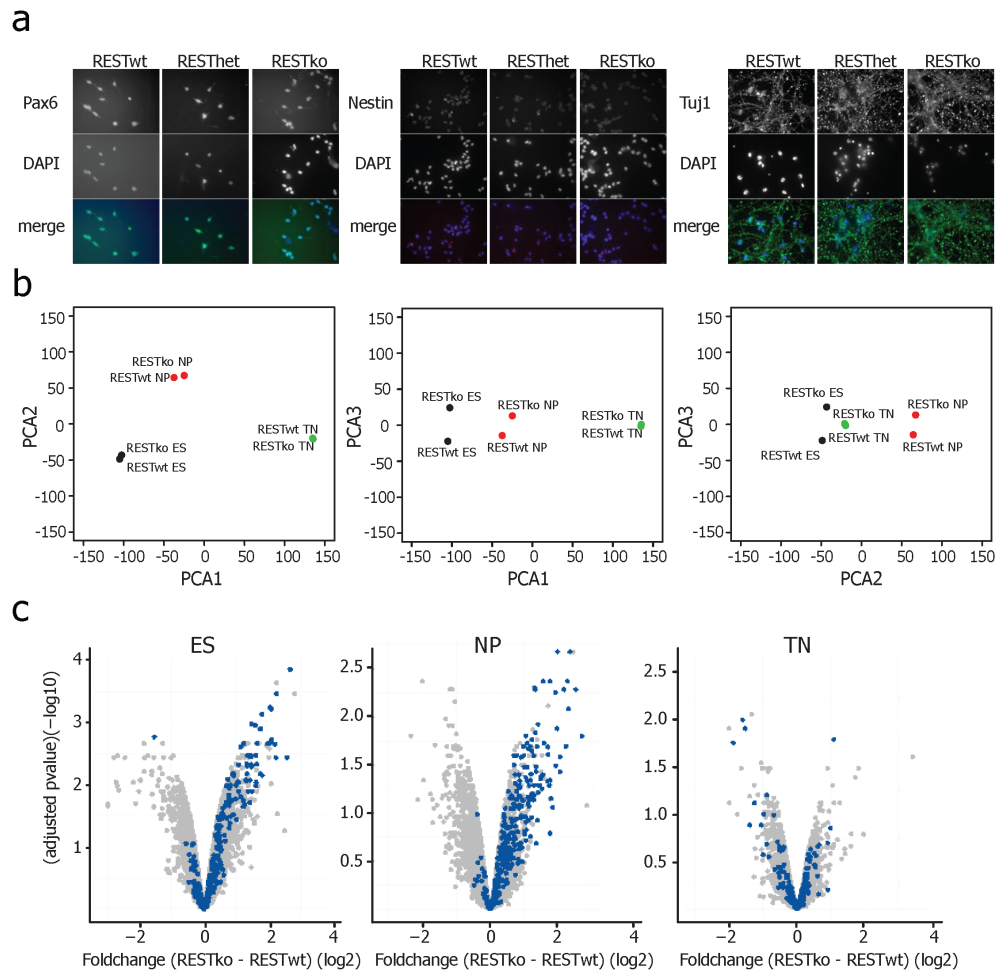 a
RESTwt RESThet RESTko
Pax6
DAPI
merge
RESTwt RESThet RESTko
Nestin
DAPI
merge
RESTwt RESThet RESTko
Tuj1
DAPI
merge
b
PCA2
150
100
50
0
-50
-100
-150
RESTko NP
RESTwt NP
RESTwt TN
RESTko TN
RESTko ES
RESTwt ES
-150 -100 -50 0 50 100 150
PCA1
PCA3
150
100
50
0
-50
-100
-150
RESTko ES
RESTko NP
RESTko TN
RESTwt TN
RESTwt ES
RESTwt NP
-150 -100 -50 0 50 100 150
PCA1
PCA3
150
100
50
0
-50
-100
-150
RESTko ES
RESTko NP
RESTko TN
RESTwt TN
RESTwt ES
RESTwt NP
-150 -100 -50 0 50 100 150
PCA2
c
ES
(adjusted pvalue)(−log10)
4
3
2
1
−2 0 2 4
Foldchange (RESTko - RESTwt) (log2)
NP
2.5
2.0
1.5
1.0
0.5
−2 0 2 4
Foldchange (RESTko - RESTwt) (log2)
TN
2.5
2.0
1.5
1.0
0.5
−2 0 2 4
Foldchange (RESTko - RESTwt) (log2)